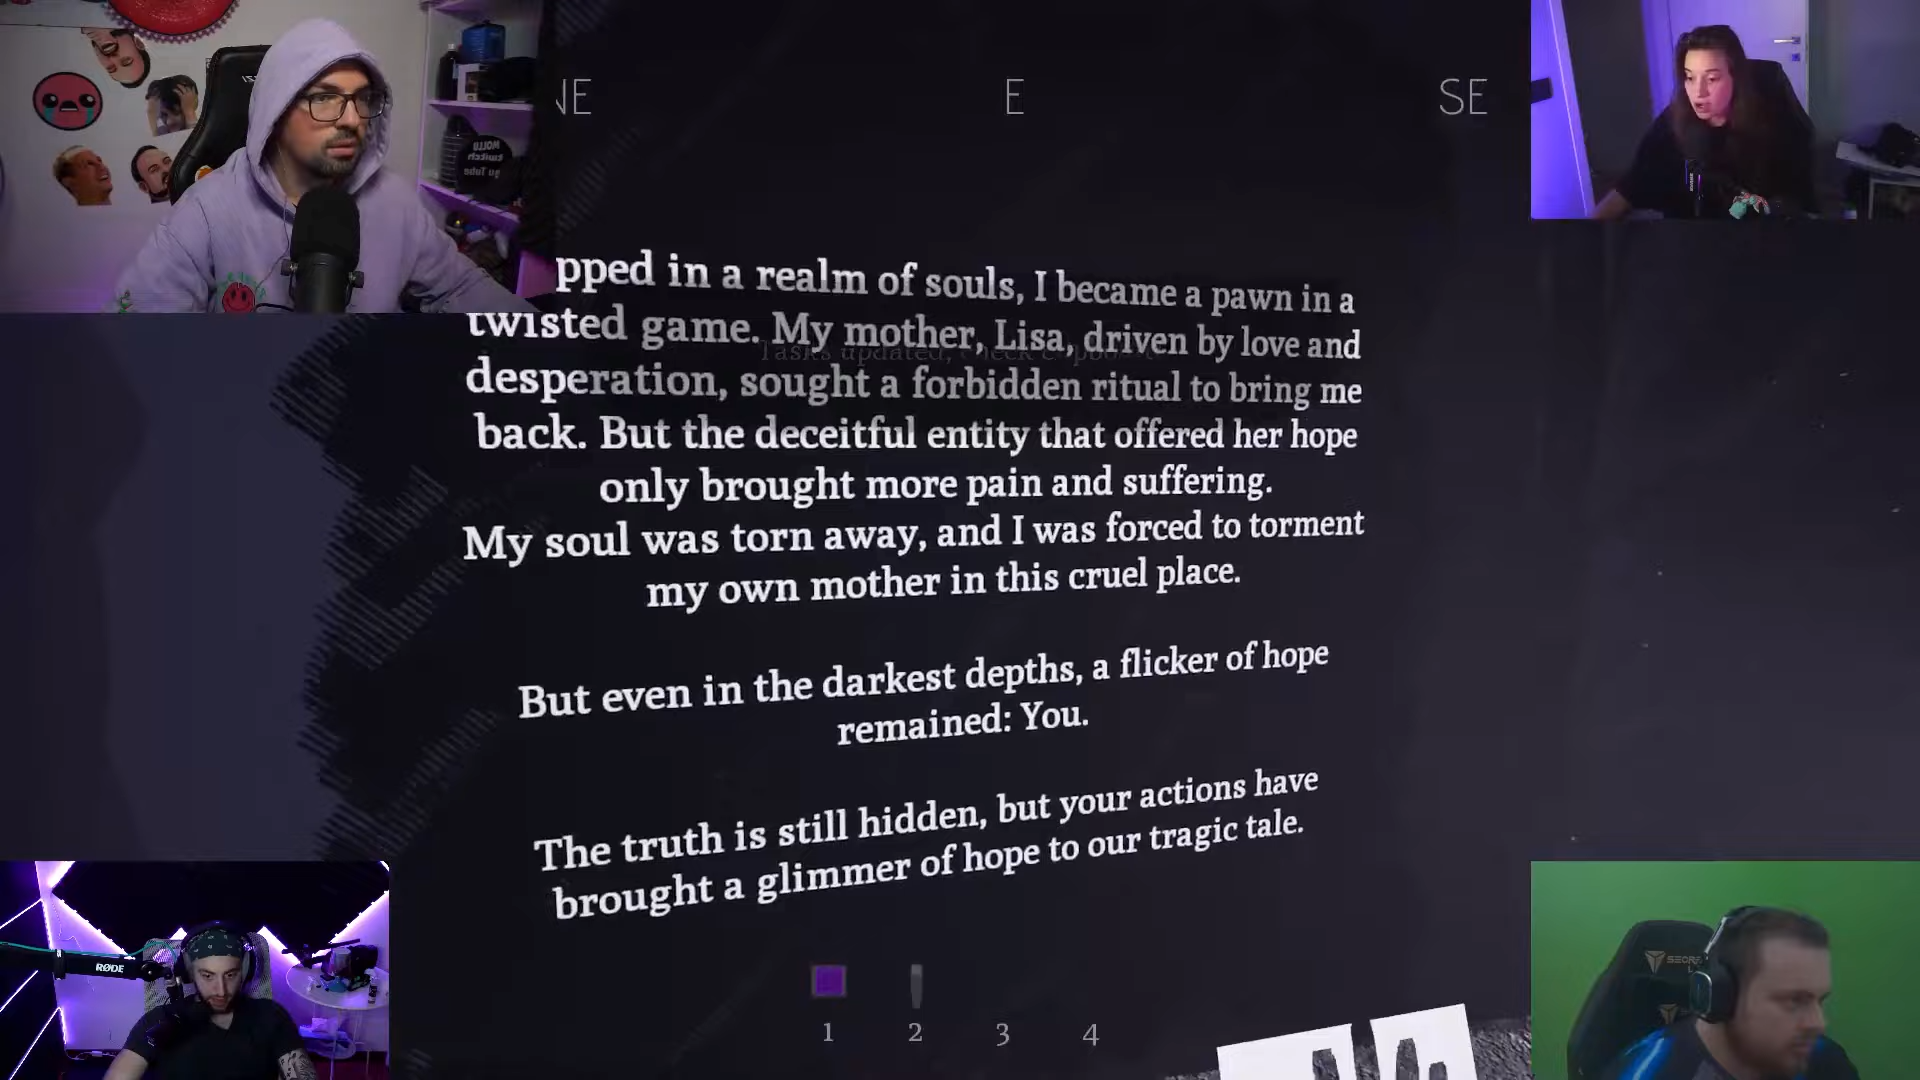 NE E SE
pped in a realm of souls, I became a pawn in a
twisted game. My mother, Lisa, driven by love and
Tasks updated, check clipboard
desperation, sought a forbidden ritual to bring me
back. But the deceitful entity that offered her hope
only brought more pain and suffering.
My soul was torn away, and I was forced to torment
my own mother in this cruel place.
But even in the darkest depths, a flicker of hope
remained: You.
The truth is still hidden, but your actions have
brought a glimmer of hope to our tragic tale.
RØDE
1 2 3 4